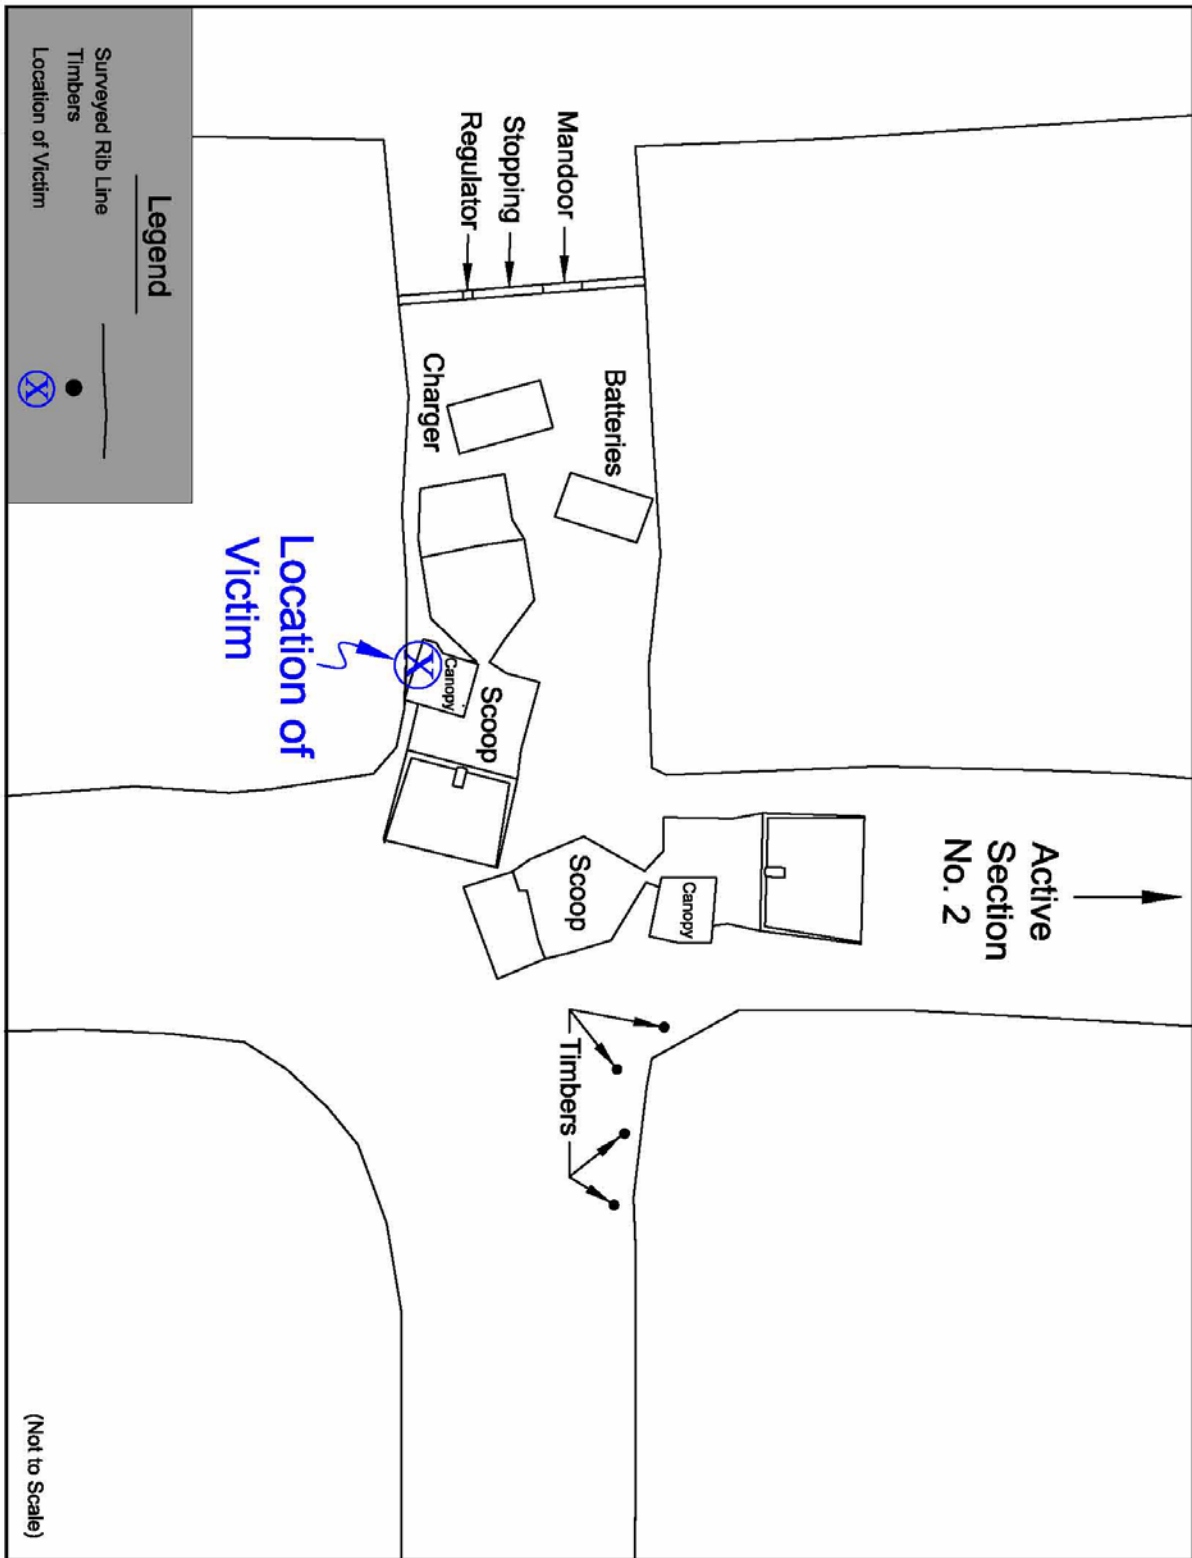 Mandoor
Stopping
Regulator
Batteries
Charger
Canopy
Scoop
Location of
Victim
X
Active
Section
No. 2
Canopy
Scoop
Timbers
Legend
Surveyed Rib Line
Timbers
Location of Victim
X
(Not to Scale)